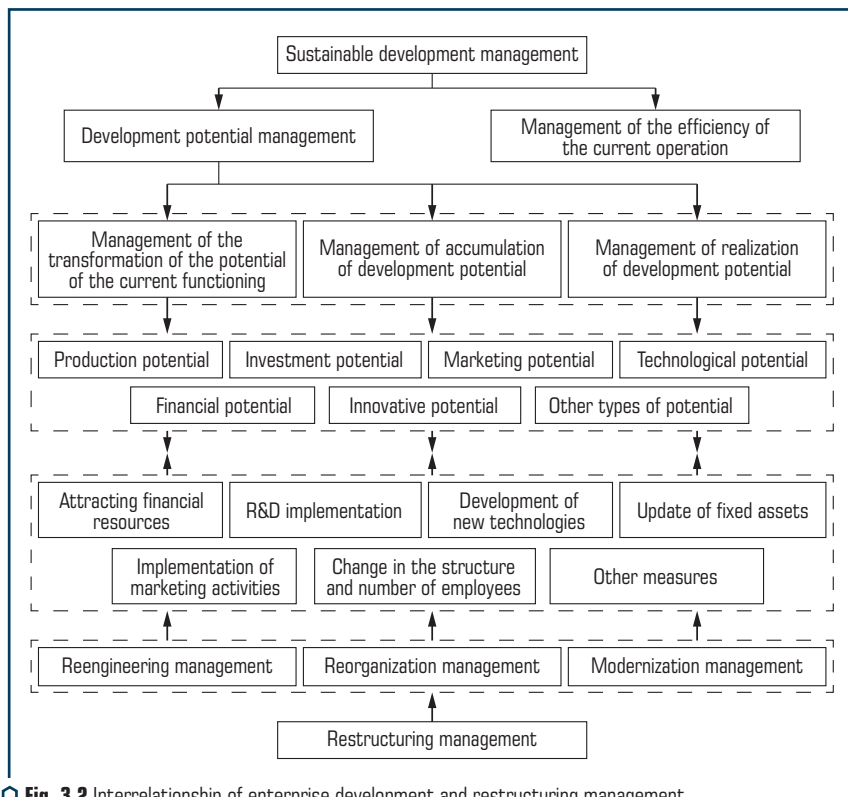 Sustainable development management
Development potential management
Management of the efficiency of
the current operation
Management of the
transformation of the potential
of the current functioning
Management of accumulation
of development potential
Management of realization
of development potential
Production potential
Investment potential
Marketing potential
Technological potential
Financial potential
Innovative potential
Other types of potential
Attracting financial
resources
R&D implementation
Development of
new technologies
Update of fixed assets
Implementation of
marketing activities
Change in the structure
and number of employees
Other measures
Reengineering management
Reorganization management
Modernization management
Restructuring management
Fig. 3.2 Interrelationship of enterprise development and restructuring management